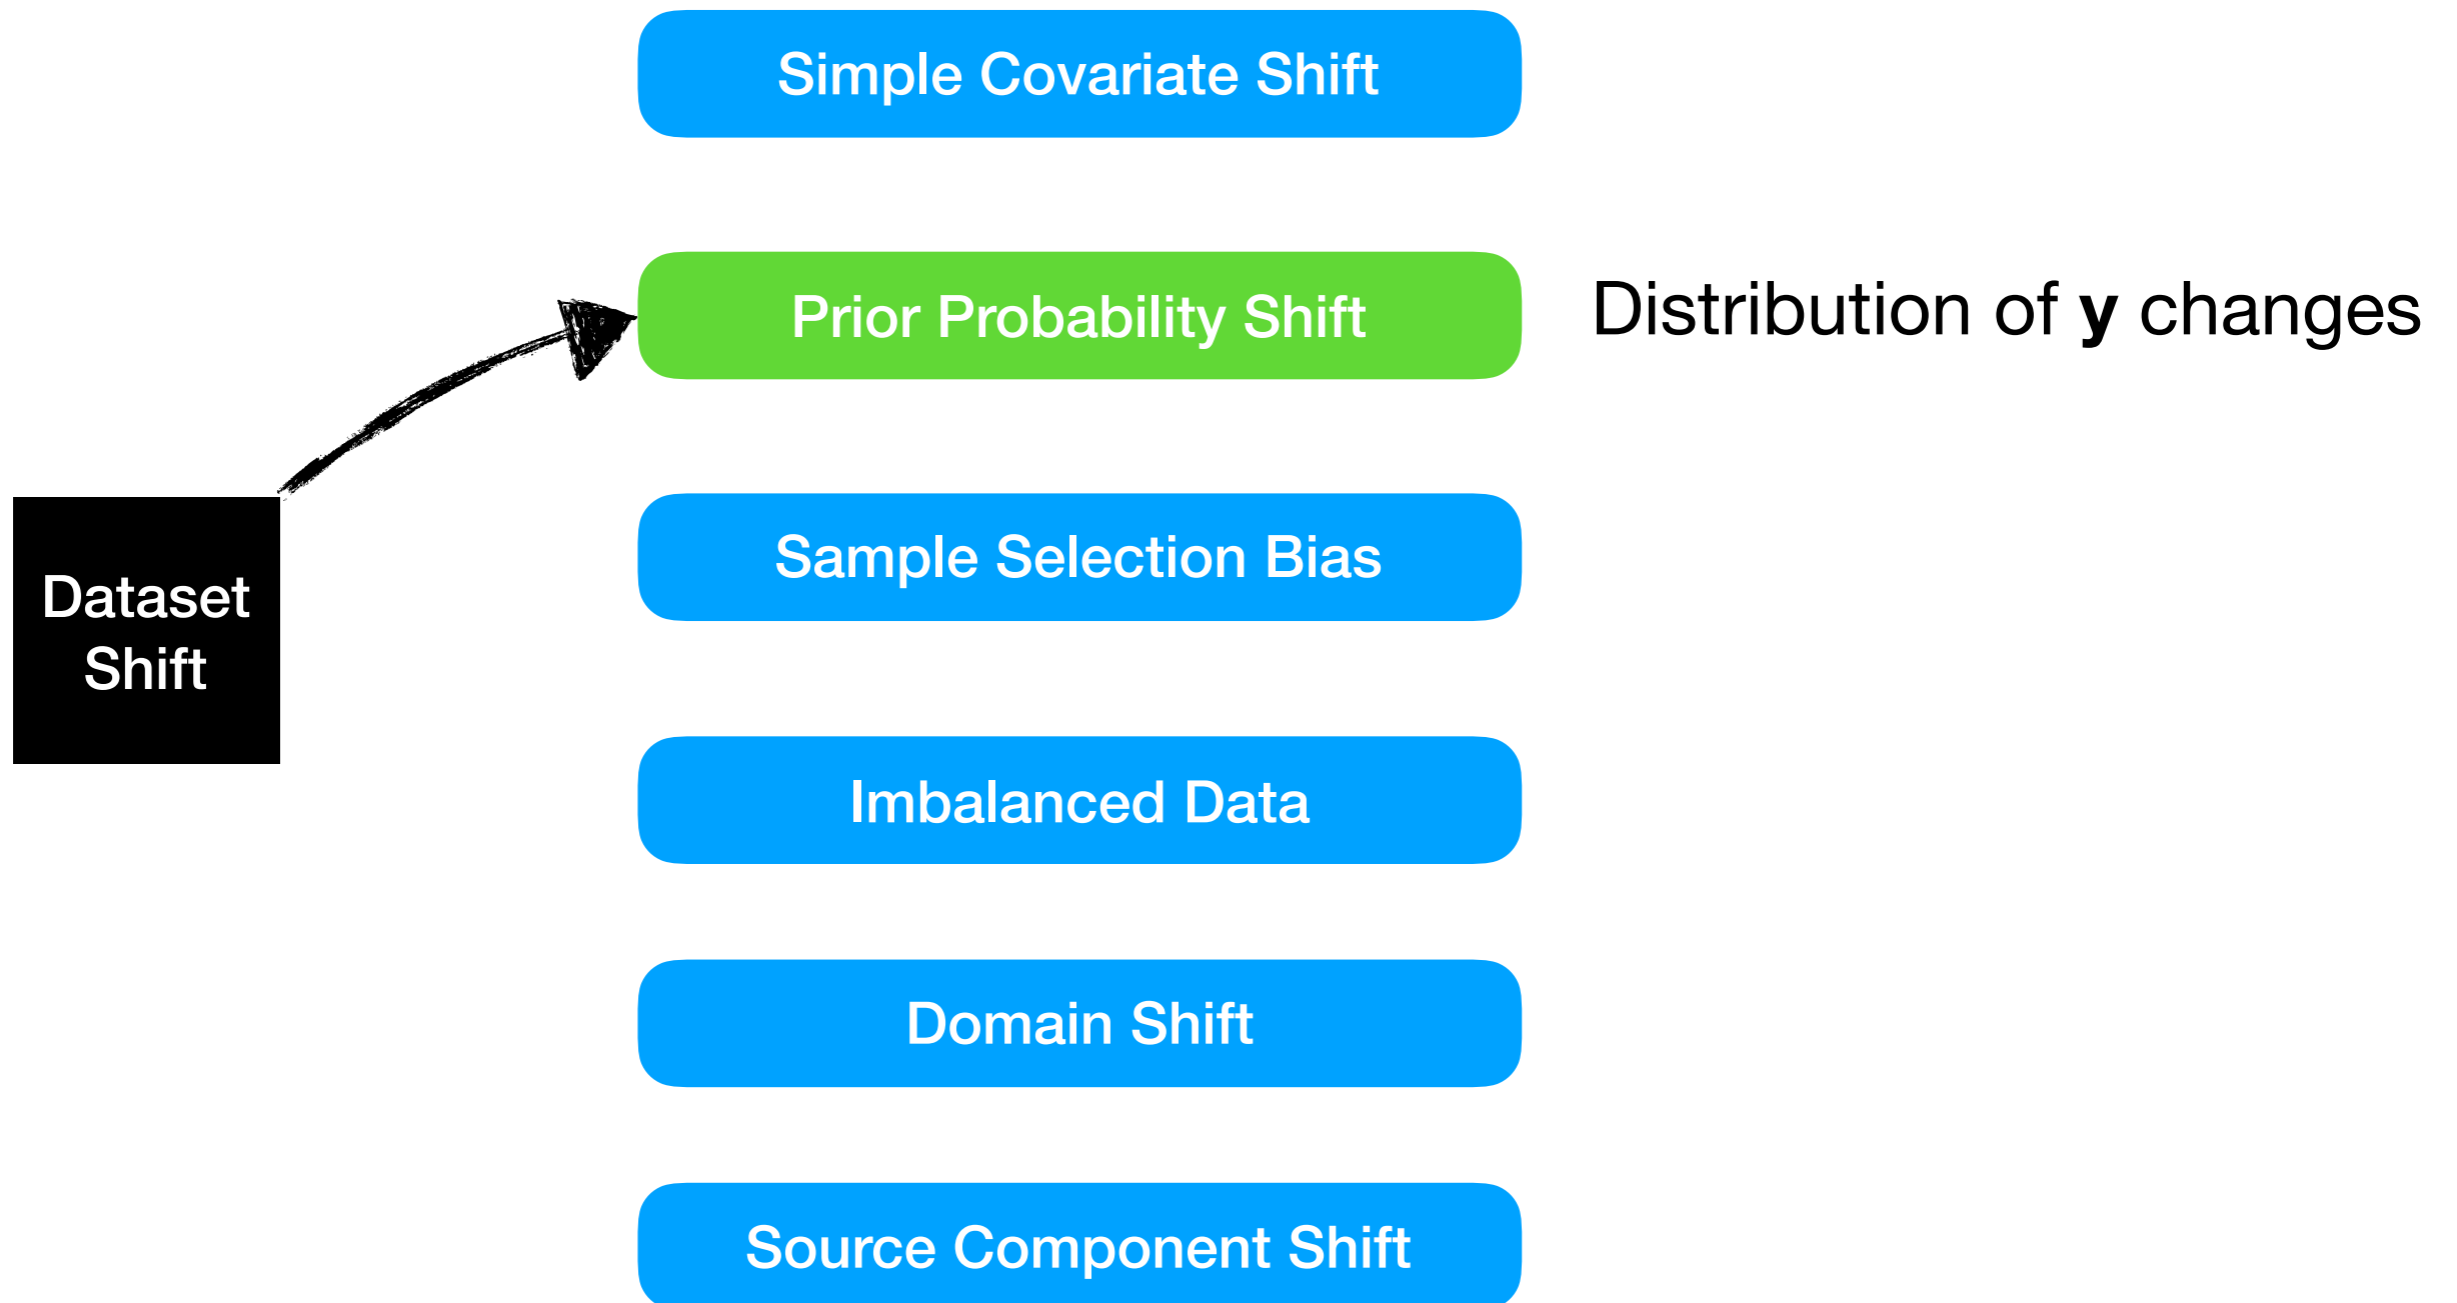 Simple Covariate Shift
Prior Probability Shift
Distribution of y changes
Sample Selection Bias
Dataset
Shift
Imbalanced Data
Domain Shift
Source Component Shift